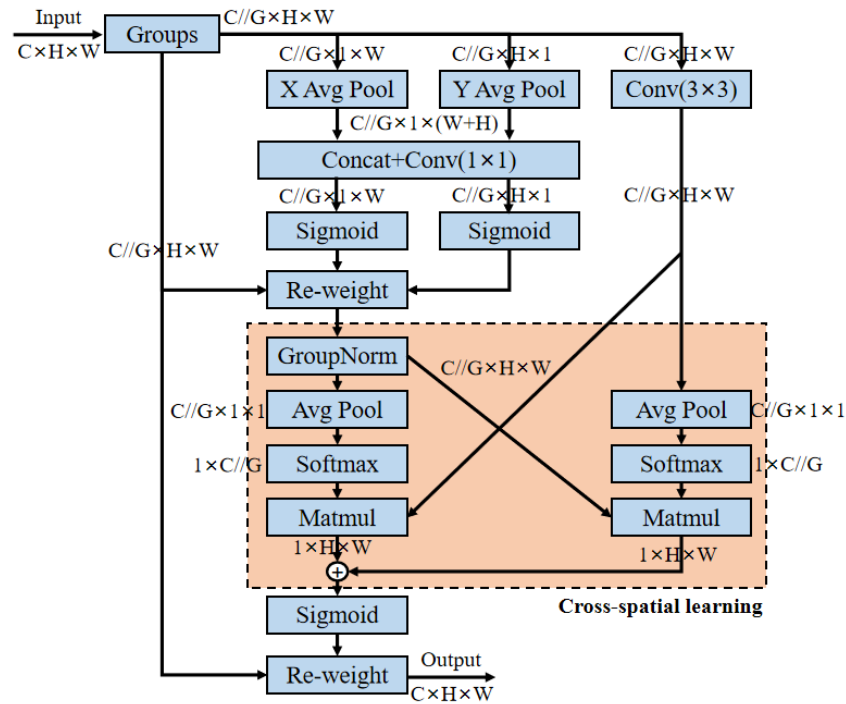 Input
C×H×W
Groups
C//G×H×W
C//G×1×W
C//G×H×1
C//G×H×W
X Avg Pool
Y Avg Pool
Conv(3×3)
C//G×1×(W+H)
Concat+Conv(1×1)
C//G×1×W
C//G×H×1
C//G×H×W
Sigmoid
Sigmoid
C//G×H×W
Re-weight
GroupNorm
C//G×H×W
C//G×1×1
Avg Pool
Avg Pool
C//G×1×1
1×C//G
Softmax
Softmax
1×C//G
Matmul
Matmul
1×H×W
1×H×W
+
Cross-spatial learning
Sigmoid
Re-weight
Output
C×H×W